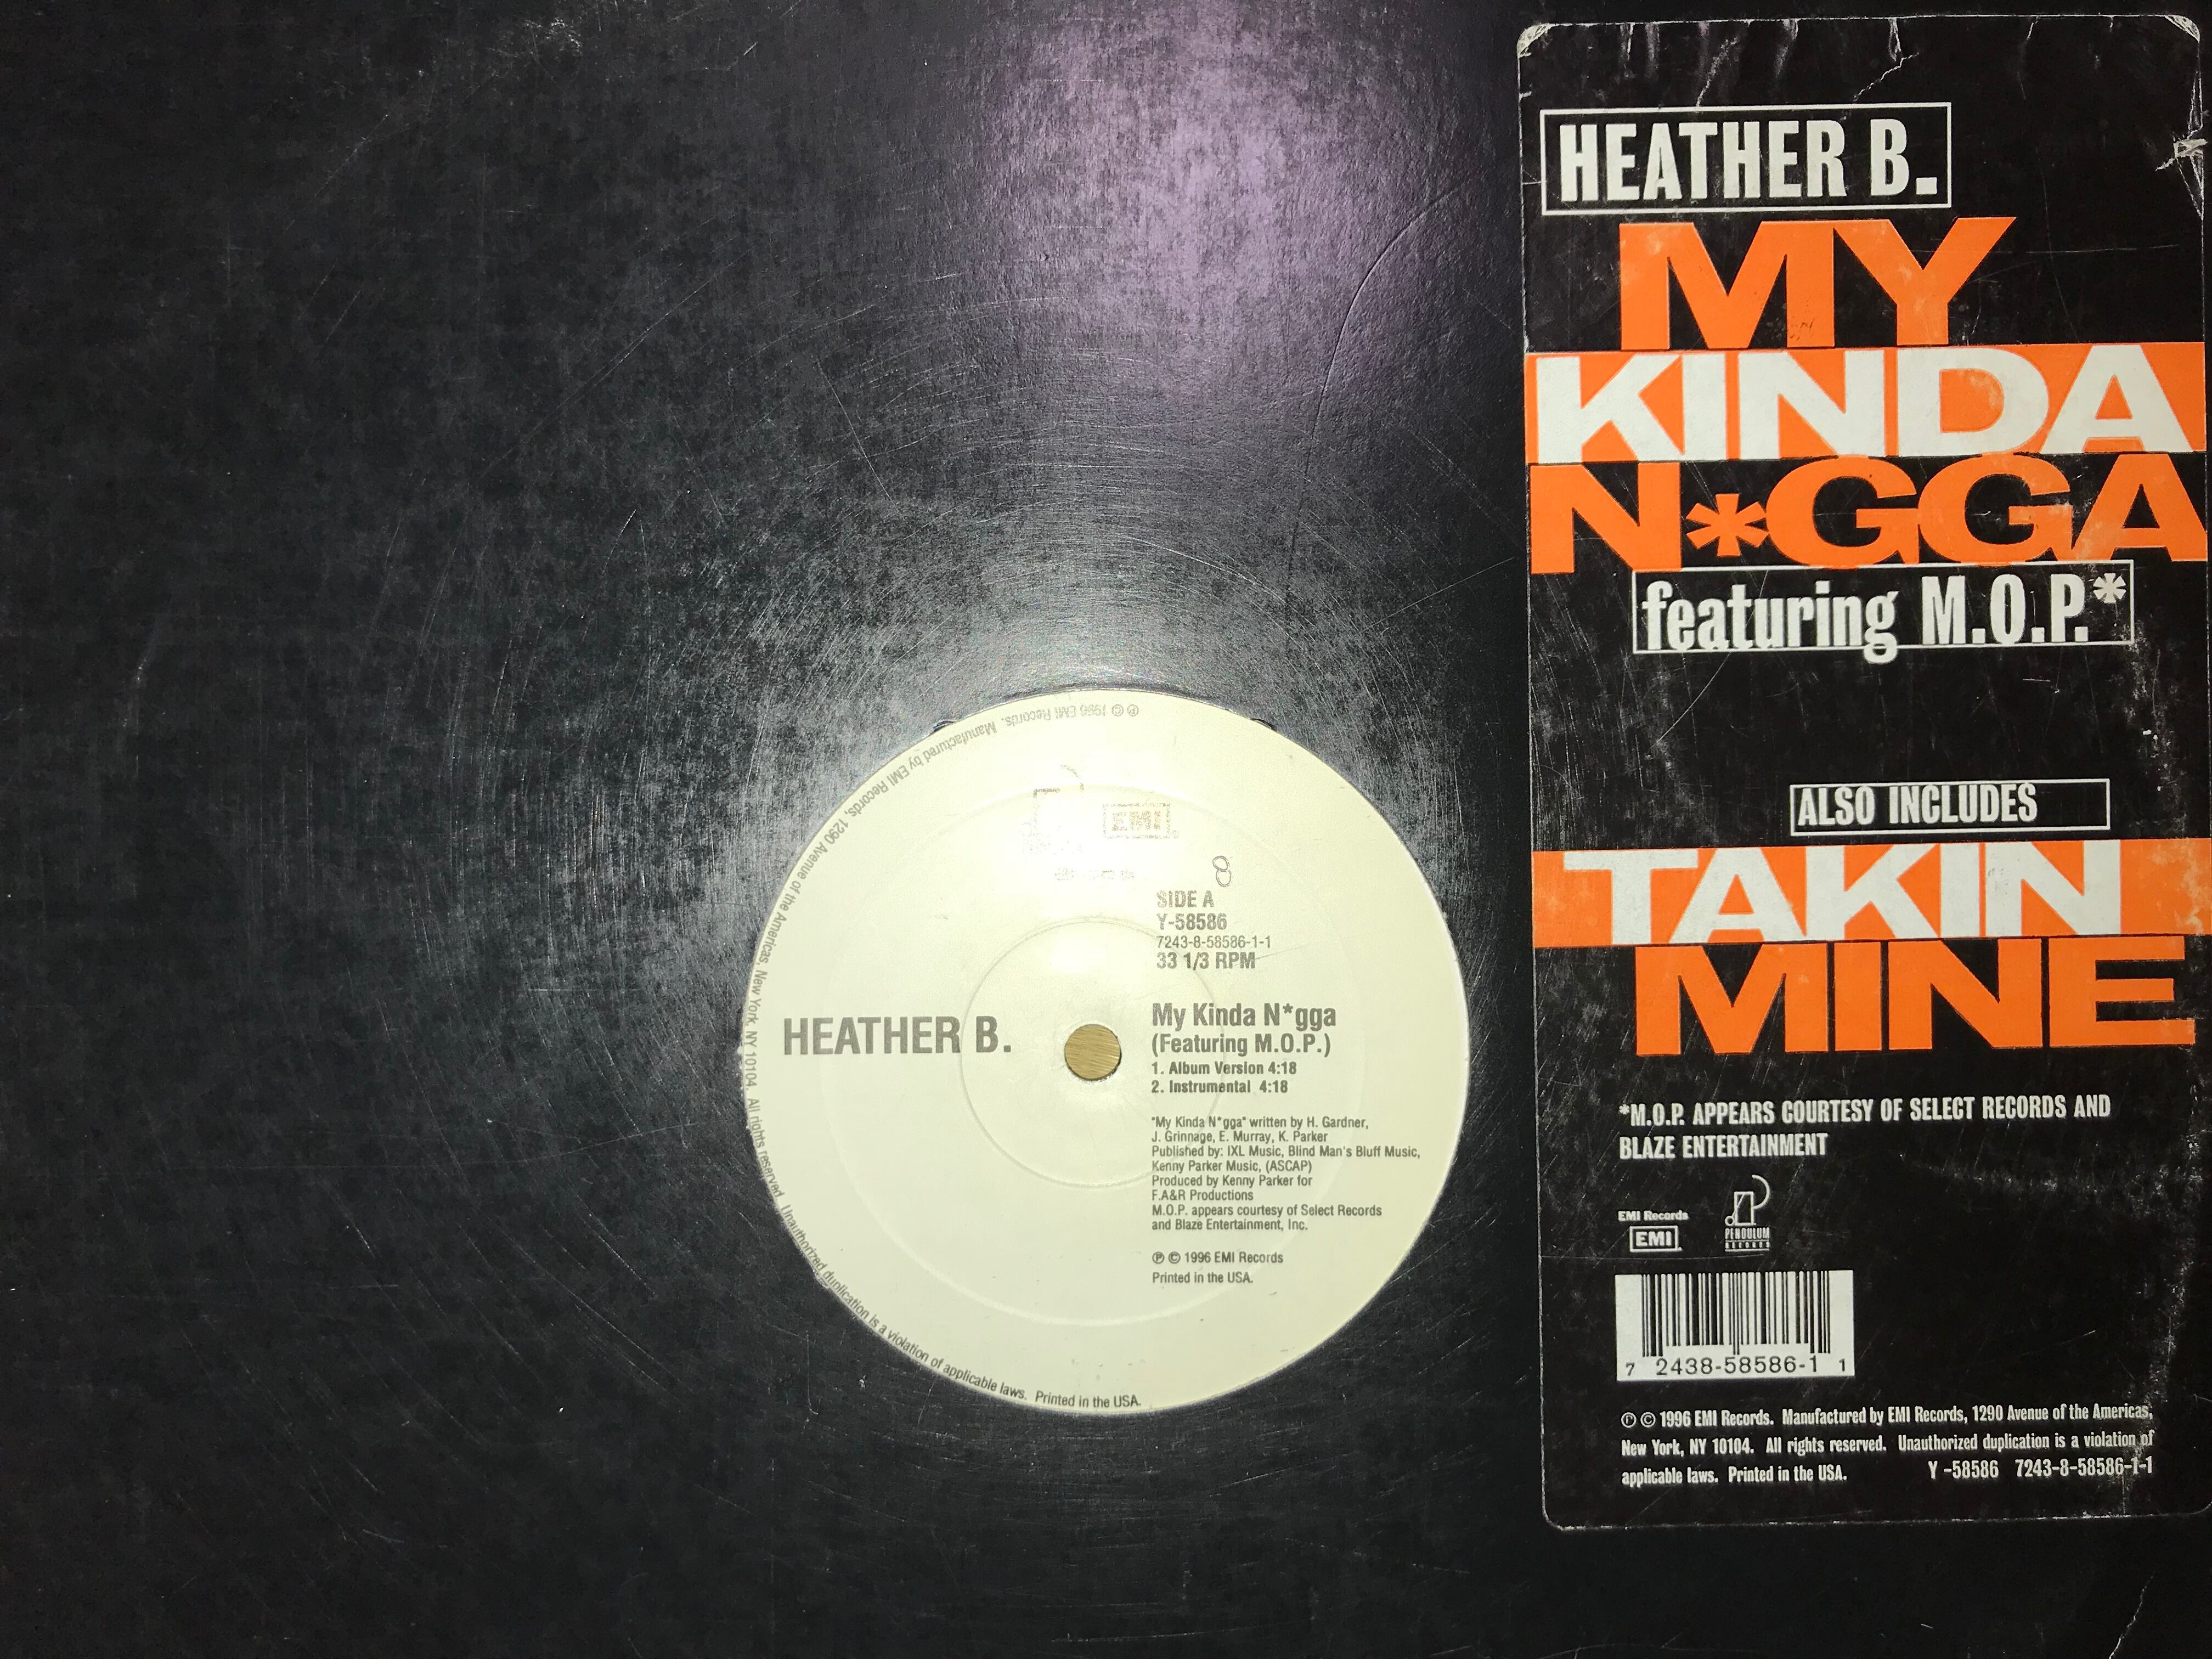 HEATHER B.
MY
KINDA
N*GGA
featuring M.O.P.*
ALSO INCLUDES
TAKIN
MINE
*M.O.P. APPEARS COURTESY OF SELECT RECORDS AND
BLAZE ENTERTAINMENT
EMI Records
EMI
PENDULUM
RECORDS
7 2438-58586-1 1
℗ © 1996 EMI Records. Manufactured by EMI Records, 1290 Avenue of the Americas,
New York, NY 10104. All rights reserved. Unauthorized duplication is a violation of
applicable laws. Printed in the USA. Y -58586 7243-8-58586-1-1
EMI
8
SIDE A
Y-58586
7243-8-58586-1-1
33 1/3 RPM
HEATHER B.
My Kinda N*gga
(Featuring M.O.P.)
1. Album Version 4:18
2. Instrumental 4:18
"My Kinda N*gga" written by H. Gardner,
J. Grinnage, E. Murray, K. Parker
Published by: IXL Music, Blind Man's Bluff Music,
Kenny Parker Music, (ASCAP)
Produced by Kenny Parker for
F.A&R Productions
M.O.P. appears courtesy of Select Records
and Blaze Entertainment, Inc.
℗ © 1996 EMI Records
Printed in the USA.
℗ © 1996 EMI Records. Manufactured by EMI Records, 1290 Avenue of the Americas, New York, NY 10104. All rights reserved. Unauthorized duplication is a violation of applicable laws. Printed in the USA.